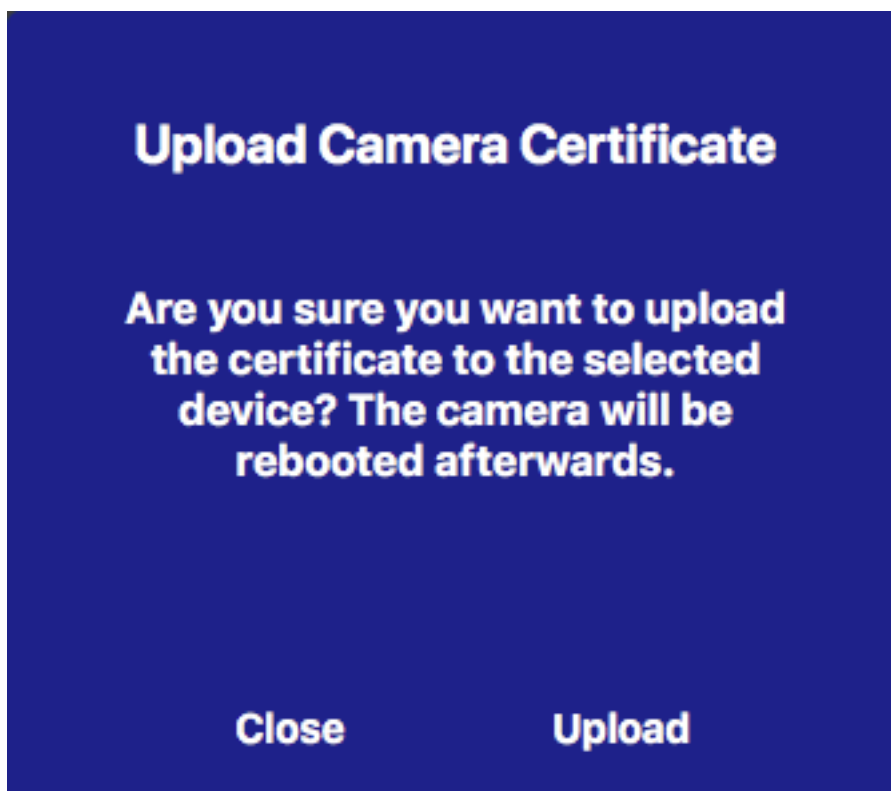 Upload Camera Certificate
Are you sure you want to upload
the certificate to the selected
device? The camera will be
rebooted afterwards.
Close
Upload